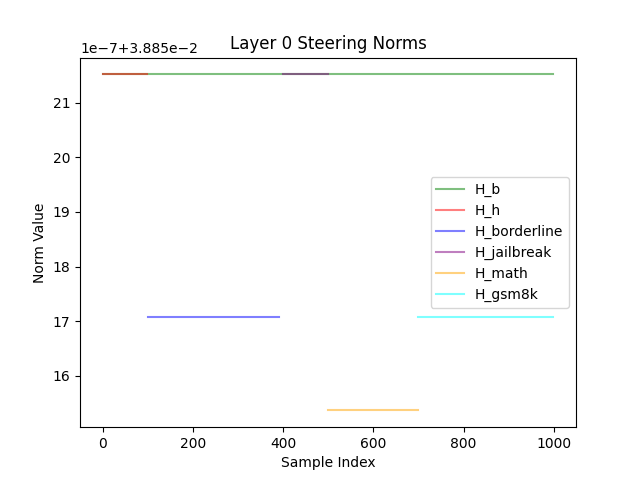 Layer 0 Steering Norms
1e−7+3.885e−2
Norm Value
21
20
19
18
17
16
H_b
H_h
H_borderline
H_jailbreak
H_math
H_gsm8k
0
200
400
600
800
1000
Sample Index